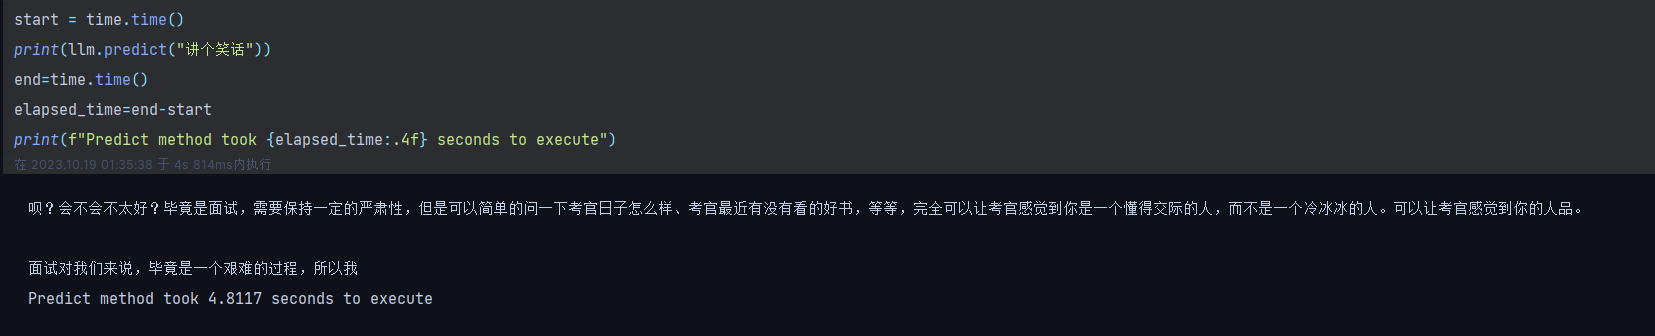 start = time.time()
print(llm.predict("讲个笑话"))
end=time.time()
elapsed_time=end-start
print(f"Predict method took {elapsed_time:.4f} seconds to execute")
在 2023.10.19 01:35:38 于 4s 814ms内执行
呗？会不会不太好？毕竟是面试，需要保持一定的严肃性，但是可以简单的问一下考官日子怎么样、考官最近有没有看的好书，等等，完全可以让考官感觉到你是一个懂得交际的人，而不是一个冷冰冰的人。可以让考官感觉到你的人品。
面试对我们来说，毕竟是一个艰难的过程，所以我
Predict method took 4.8117 seconds to execute